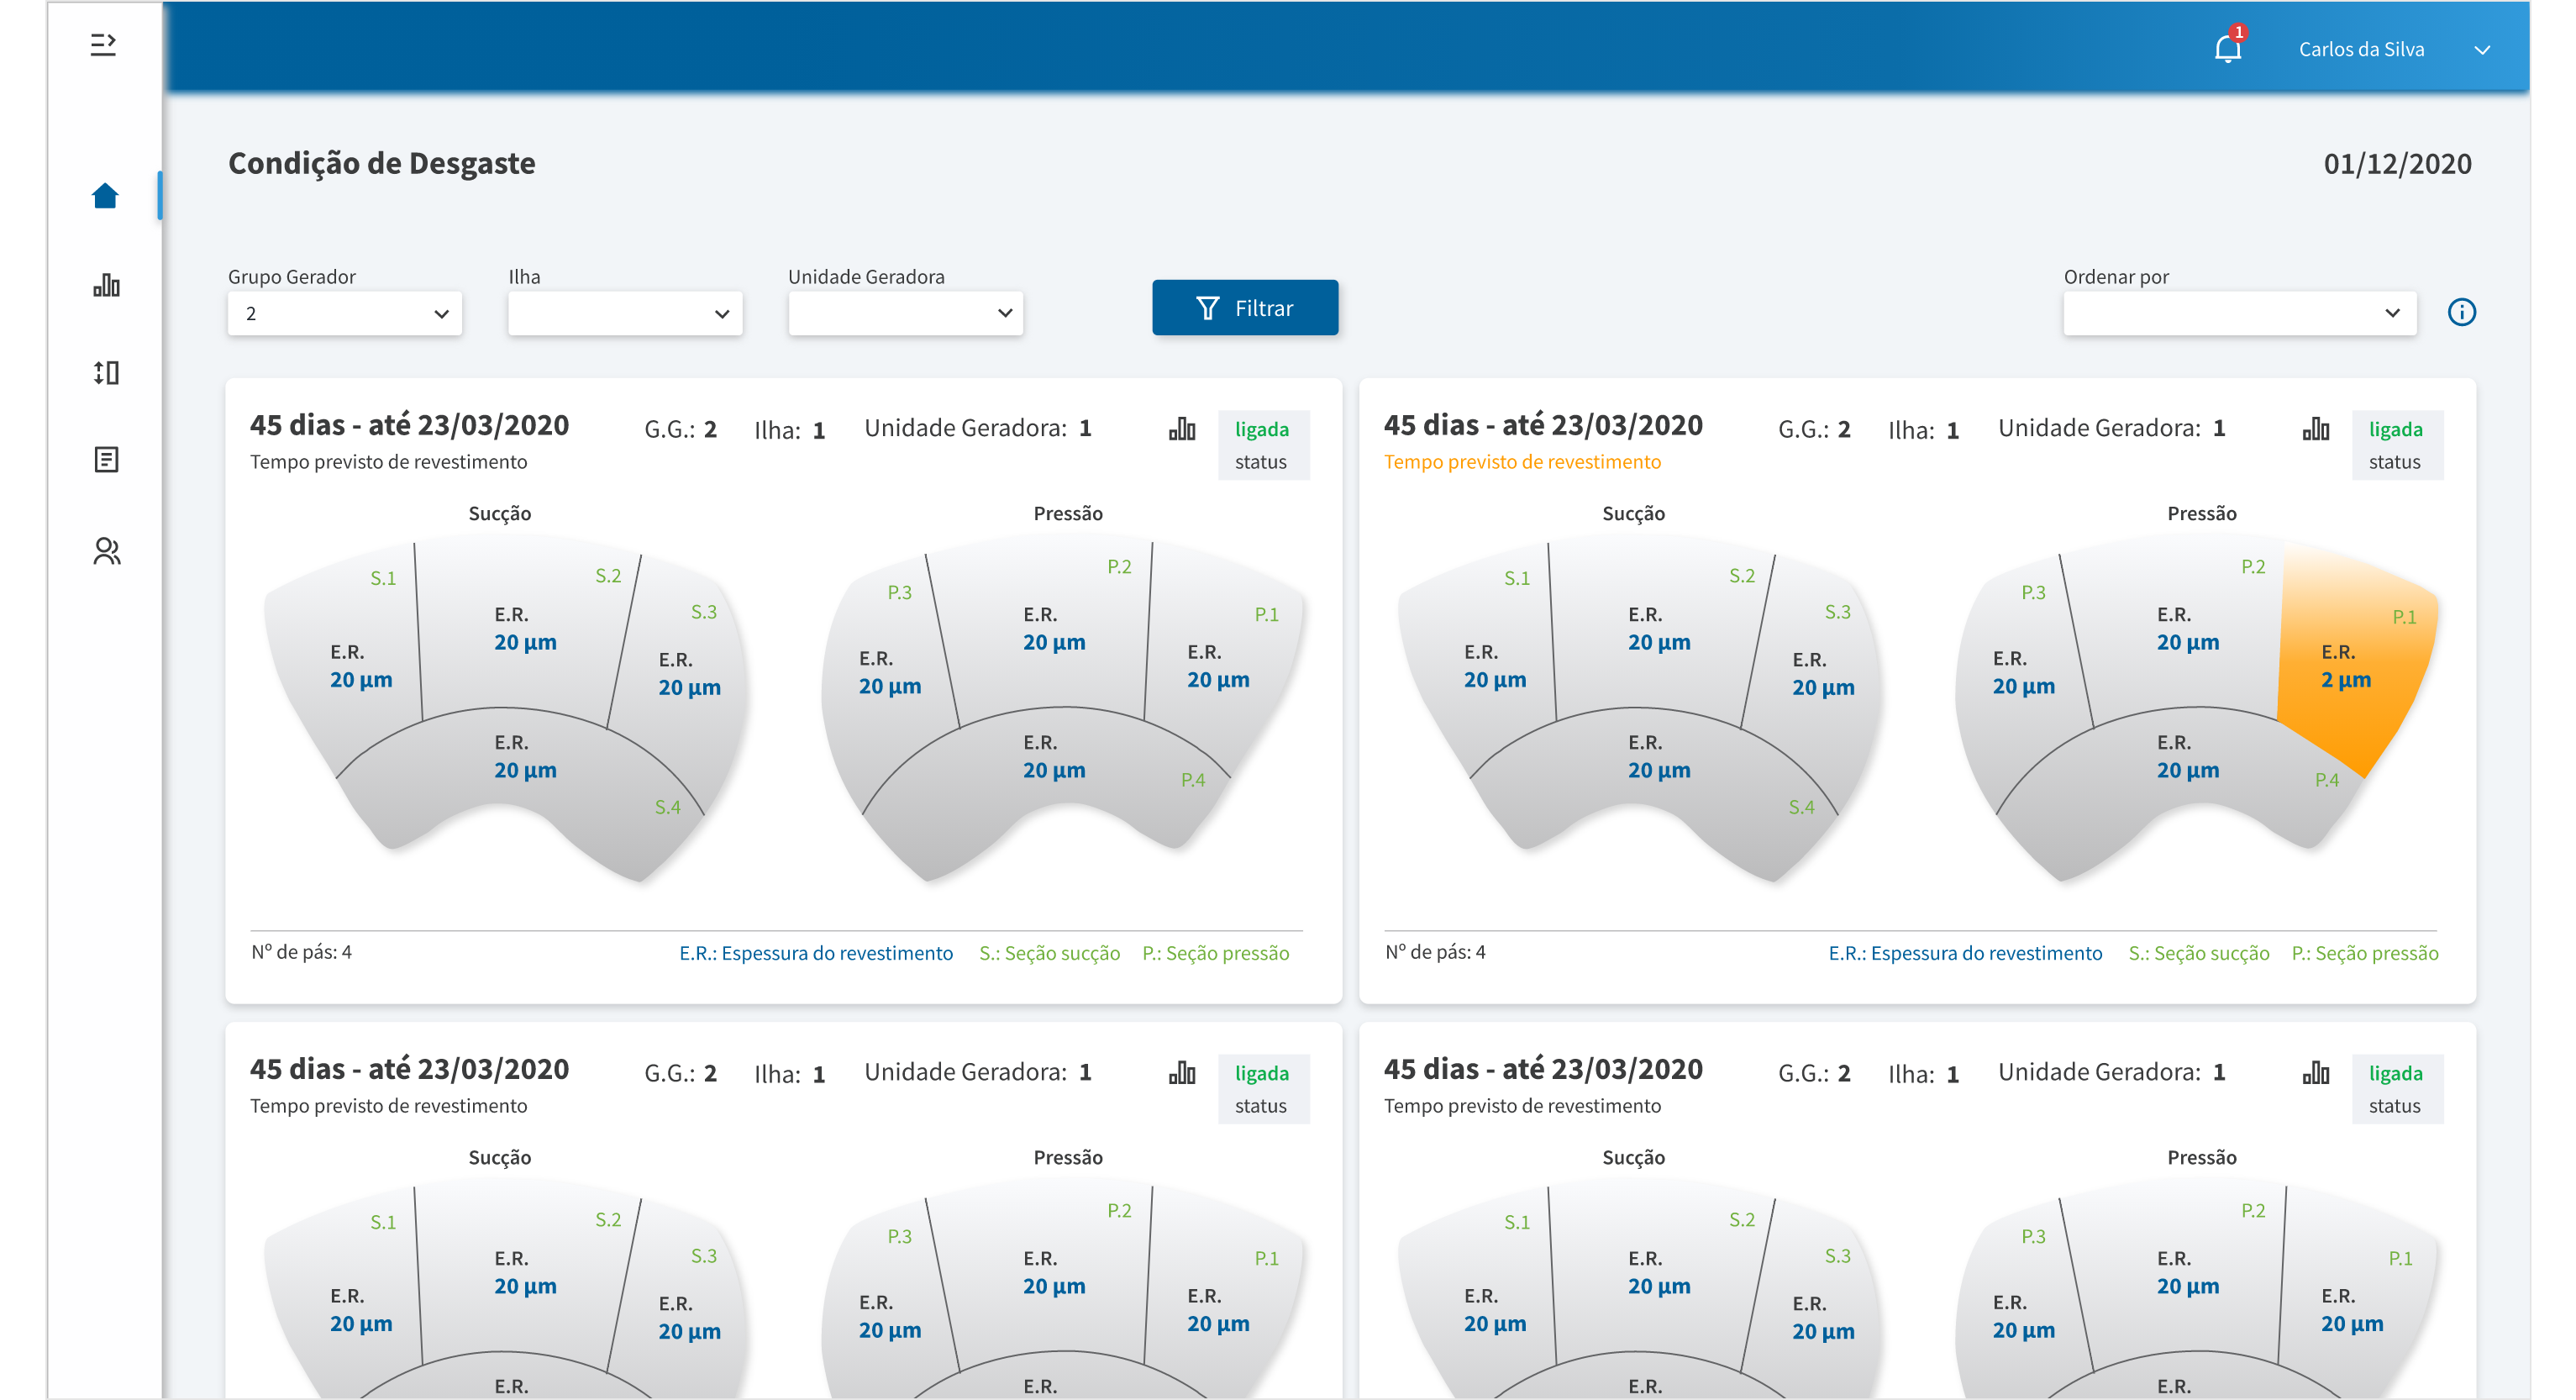 1
Carlos da Silva
Condição de Desgaste
01/12/2020
Grupo Gerador
Ilha
Unidade Geradora
Ordenar por
2
Filtrar
45 dias - até 23/03/2020
G.G.: 2
Ilha: 1
Unidade Geradora: 1
ligada
status
Tempo previsto de revestimento
Sucção
Pressão
S.1
S.2
S.3
E.R.
20 µm
E.R.
20 µm
E.R.
20 µm
E.R.
20 µm
S.4
P.3
P.2
P.1
E.R.
20 µm
E.R.
20 µm
E.R.
20 µm
E.R.
20 µm
P.4
Nº de pás: 4
E.R.: Espessura do revestimento
S.: Seção sucção
P.: Seção pressão
45 dias - até 23/03/2020
G.G.: 2
Ilha: 1
Unidade Geradora: 1
ligada
status
Tempo previsto de revestimento
Sucção
Pressão
S.1
S.2
S.3
E.R.
20 µm
E.R.
20 µm
E.R.
20 µm
E.R.
20 µm
S.4
P.3
P.2
P.1
E.R.
20 µm
E.R.
20 µm
E.R.
2 µm
E.R.
20 µm
P.4
Nº de pás: 4
E.R.: Espessura do revestimento
S.: Seção sucção
P.: Seção pressão
45 dias - até 23/03/2020
G.G.: 2
Ilha: 1
Unidade Geradora: 1
ligada
status
Tempo previsto de revestimento
Sucção
Pressão
S.1
S.2
S.3
E.R.
20 µm
E.R.
20 µm
E.R.
20 µm
E.R.
P.3
P.2
P.1
E.R.
20 µm
E.R.
20 µm
E.R.
20 µm
E.R.
45 dias - até 23/03/2020
G.G.: 2
Ilha: 1
Unidade Geradora: 1
ligada
status
Tempo previsto de revestimento
Sucção
Pressão
S.1
S.2
S.3
E.R.
20 µm
E.R.
20 µm
E.R.
20 µm
E.R.
P.3
P.2
P.1
E.R.
20 µm
E.R.
20 µm
E.R.
20 µm
E.R.